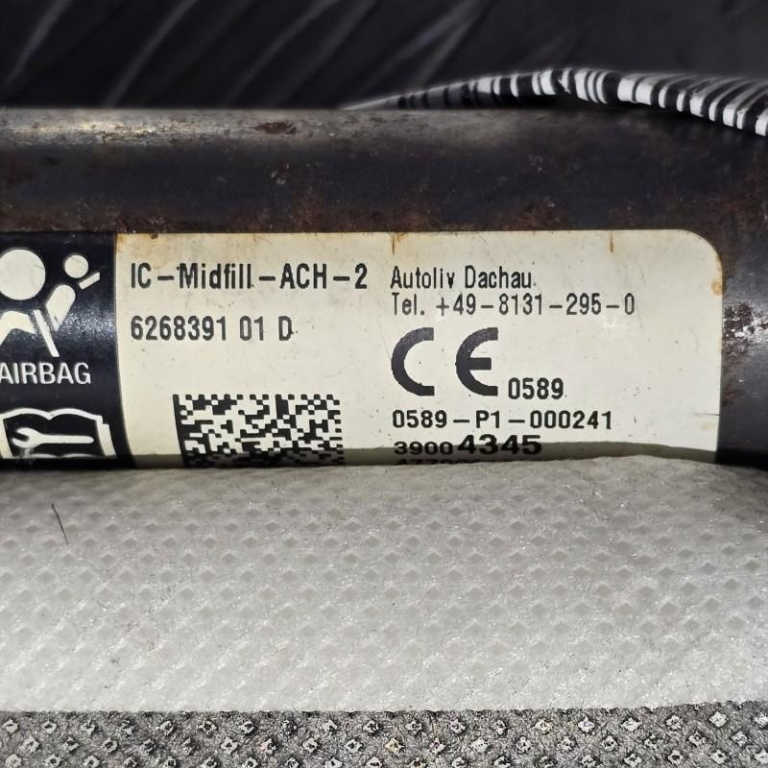 IC-Midfill-ACH-2
6268391 01 D
AIRBAG
Autoliv Dachau
Tel. +49-8131-295-0
CE 0589
0589-P1-000241
39004345